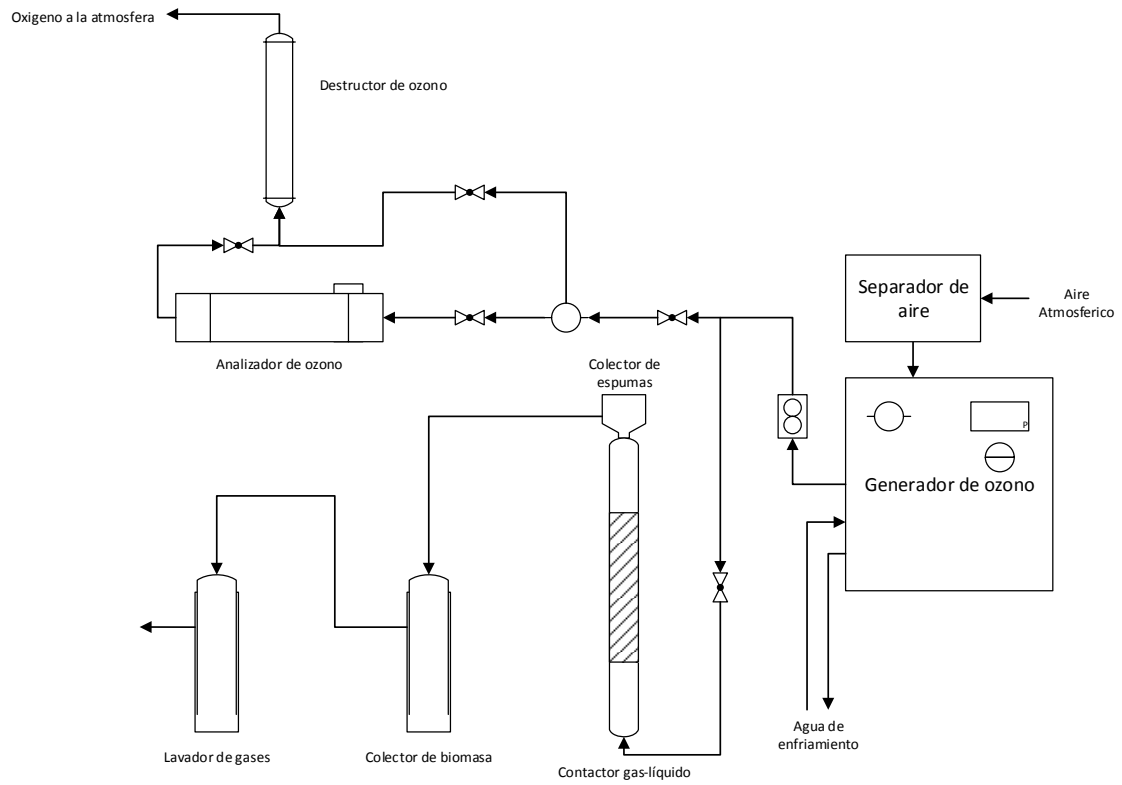 Oxigeno a la atmosfera
Destructor de ozono
Separador de
aire
Aire
Atmosferico
Analizador de ozono
Colector de
espumas
P
Generador de ozono
Agua de
enfriamiento
Lavador de gases
Colector de biomasa
Contactor gas-líquido